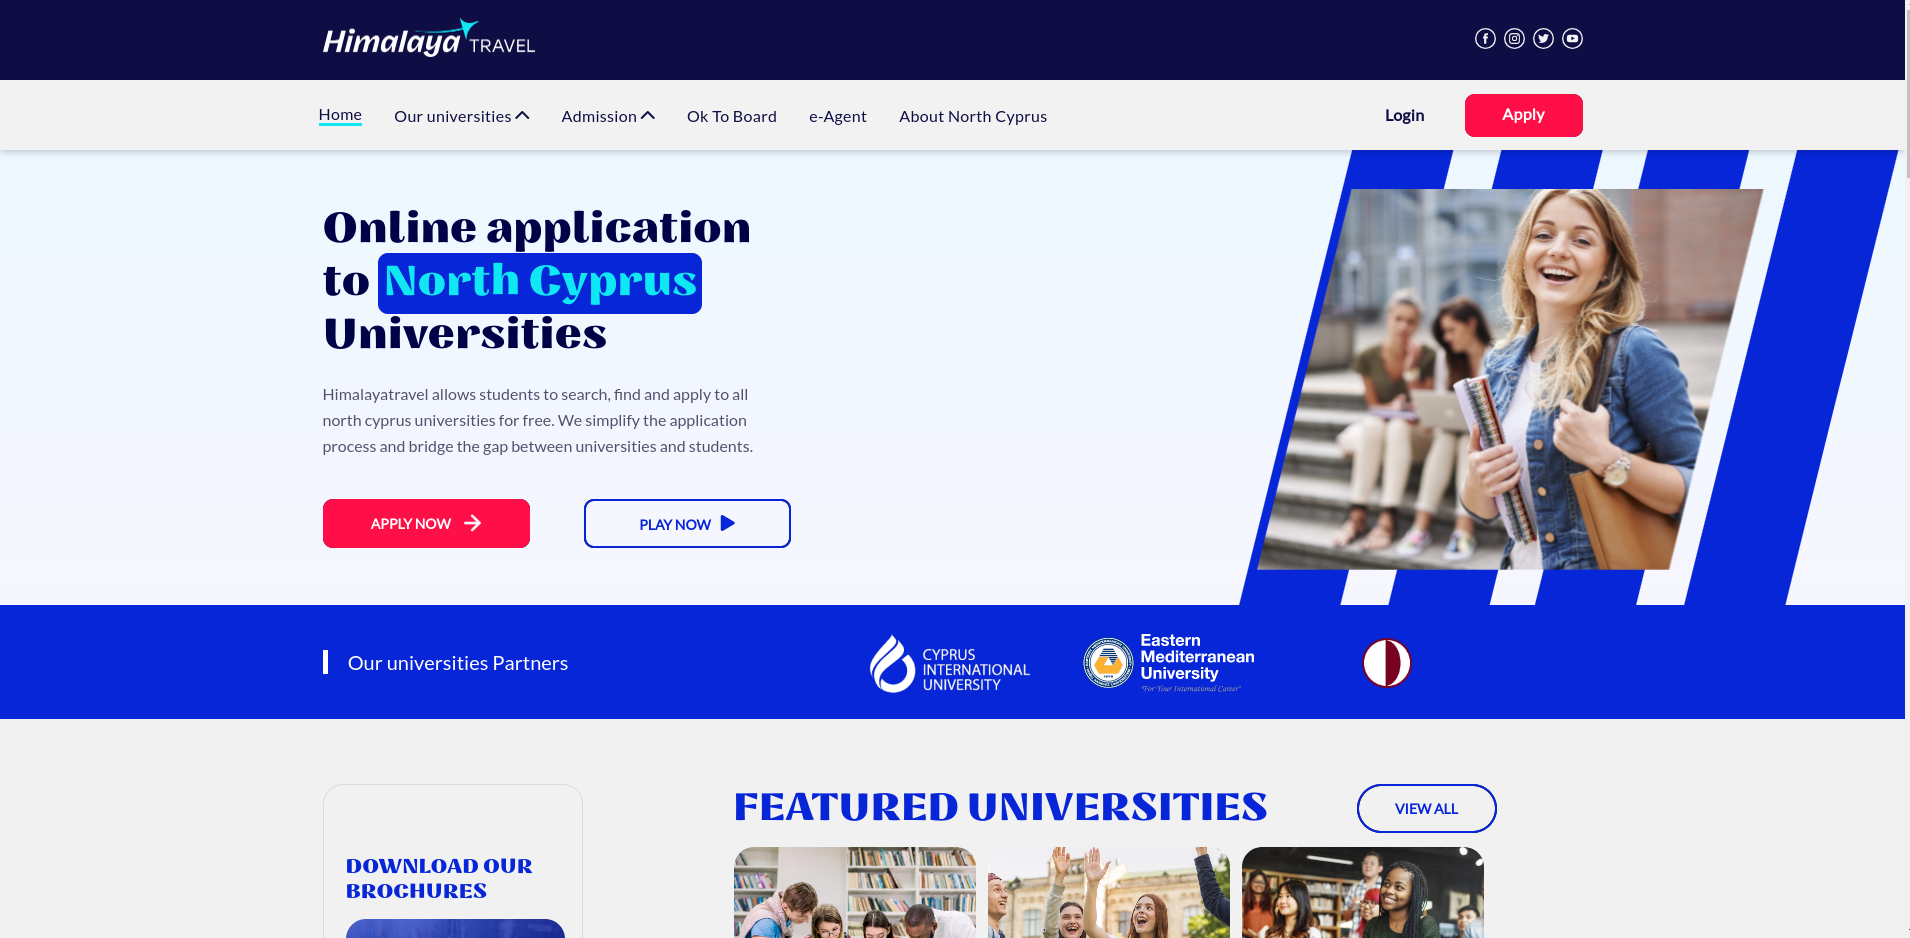 Himalaya TRAVEL
Home
Our universities
Admission
Ok To Board
e-Agent
About North Cyprus
Login
Apply
Online application
to North Cyprus
Universities
Himalayatravel allows students to search, find and apply to all
north cyprus universities for free. We simplify the application
process and bridge the gap between universities and students.
APPLY NOW
PLAY NOW
Our universities Partners
CYPRUS
INTERNATIONAL
UNIVERSITY
Eastern
Mediterranean
University
"For Your International Career"
FEATURED UNIVERSITIES
VIEW ALL
DOWNLOAD OUR
BROCHURES